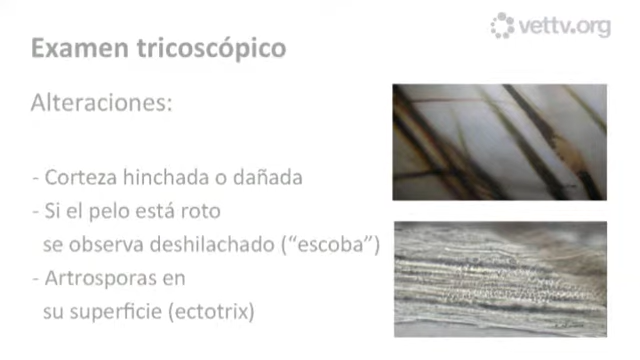 vettv.org
Examen tricoscópico
Alteraciones:
- Corteza hinchada o dañada
- Si el pelo está roto
se observa deshilachado (“escoba”)
- Artrosporas en
su superficie (ectotrix)